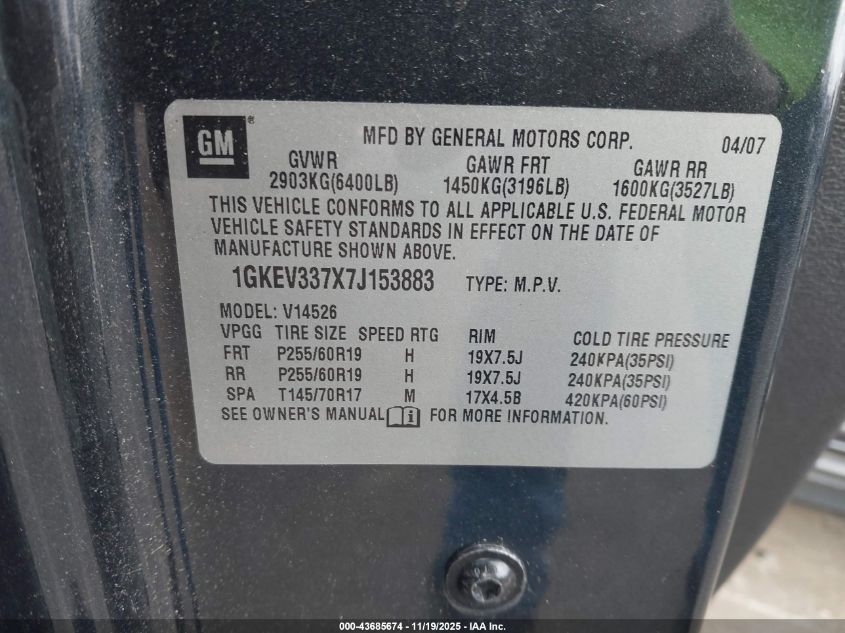 GM®
MFD BY GENERAL MOTORS CORP. 04/07
GVWR GAWR FRT GAWR RR
2903KG(6400LB) 1450KG(3196LB) 1600KG(3527LB)
THIS VEHICLE CONFORMS TO ALL APPLICABLE U.S. FEDERAL MOTOR
VEHICLE SAFETY STANDARDS IN EFFECT ON THE DATE OF
MANUFACTURE SHOWN ABOVE.
1GKEV337X7J153883 TYPE: M.P.V.
MODEL: V14526
VPGG TIRE SIZE SPEED RTG RIM COLD TIRE PRESSURE
FRT P255/60R19 H 19X7.5J 240KPA(35PSI)
RR P255/60R19 H 19X7.5J 240KPA(35PSI)
SPA T145/70R17 M 17X4.5B 420KPA(60PSI)
SEE OWNER'S MANUAL i FOR MORE INFORMATION.
000-43685674 - 11/19/2025 - IAA Inc.